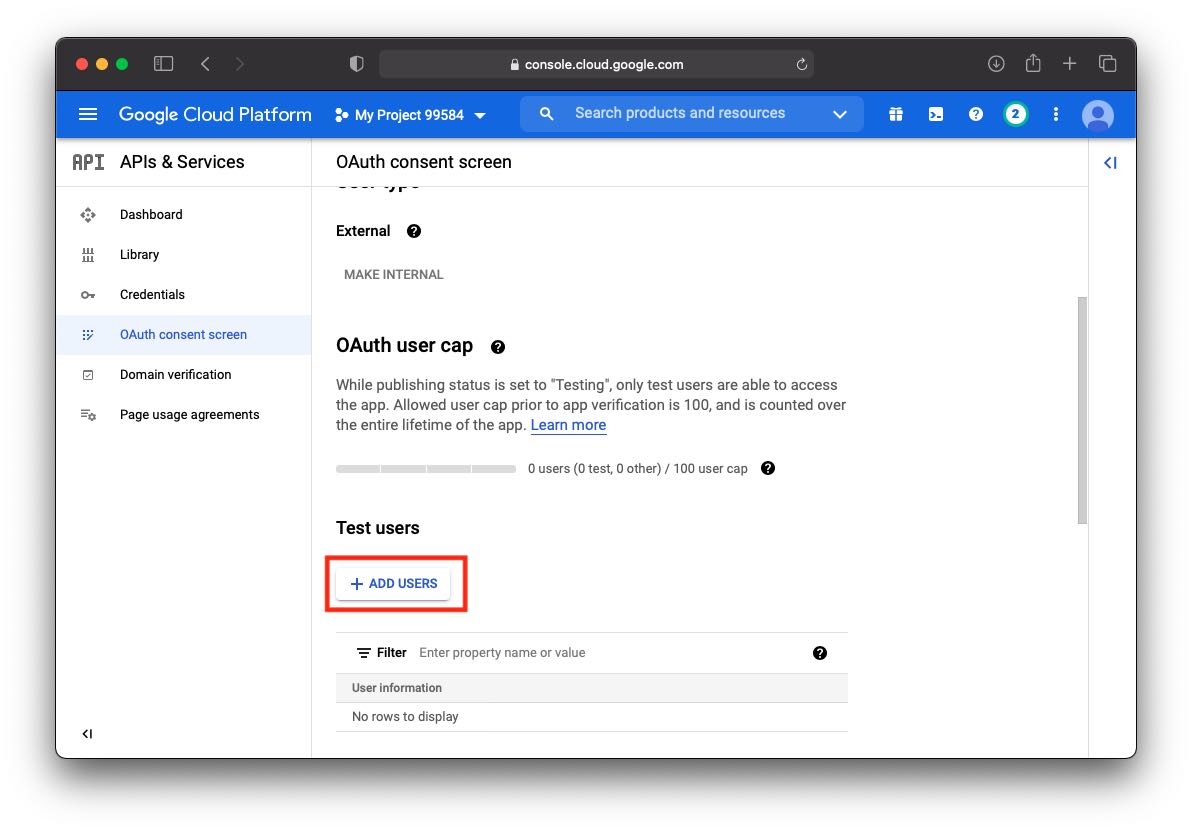 console.cloud.google.com
Google Cloud Platform
My Project 99584
Search products and resources
2
API
APIs & Services
OAuth consent screen
Dashboard
Library
Credentials
OAuth consent screen
Domain verification
Page usage agreements
User type
External
MAKE INTERNAL
OAuth user cap
While publishing status is set to "Testing", only test users are able to access
the app. Allowed user cap prior to app verification is 100, and is counted over
the entire lifetime of the app. Learn more
0 users (0 test, 0 other) / 100 user cap
Test users
+ ADD USERS
Filter Enter property name or value
User information
No rows to display